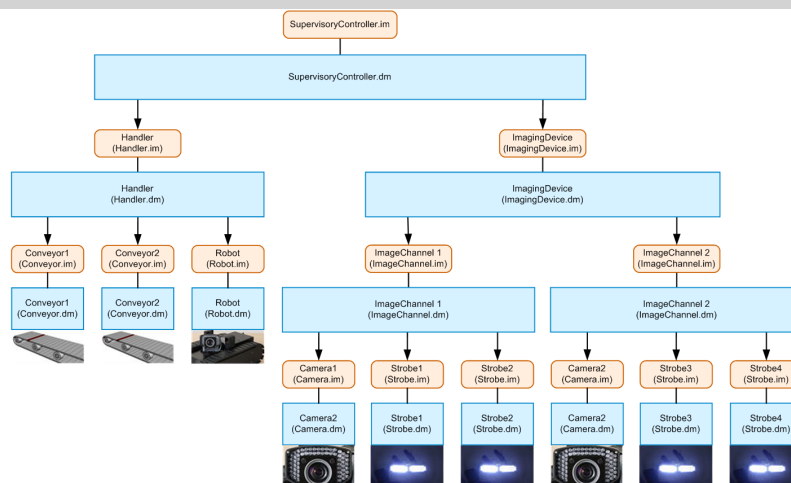 SupervisoryController.im
SupervisoryController.dm
Handler
(Handler.im)
ImagingDevice
(ImagingDevice.im)
Handler
(Handler.dm)
ImagingDevice
(ImagingDevice.dm)
Conveyor1
(Conveyor.im)
Conveyor2
(Conveyor.im)
Robot
(Robot.im)
ImageChannel 1
(ImageChannel.im)
ImageChannel 2
(ImageChannel.im)
Conveyor1
(Conveyor.dm)
Conveyor2
(Conveyor.dm)
Robot
(Robot.dm)
ImageChannel 1
(ImageChannel.dm)
ImageChannel 2
(ImageChannel.dm)
Camera1
(Camera.im)
Strobe1
(Strobe.im)
Strobe2
(Strobe.im)
Camera2
(Camera.im)
Strobe3
(Strobe.im)
Strobe4
(Strobe.im)
Camera2
(Camera.dm)
Strobe1
(Strobe.dm)
Strobe2
(Strobe.dm)
Camera2
(Camera.dm)
Strobe3
(Strobe.dm)
Strobe4
(Strobe.dm)